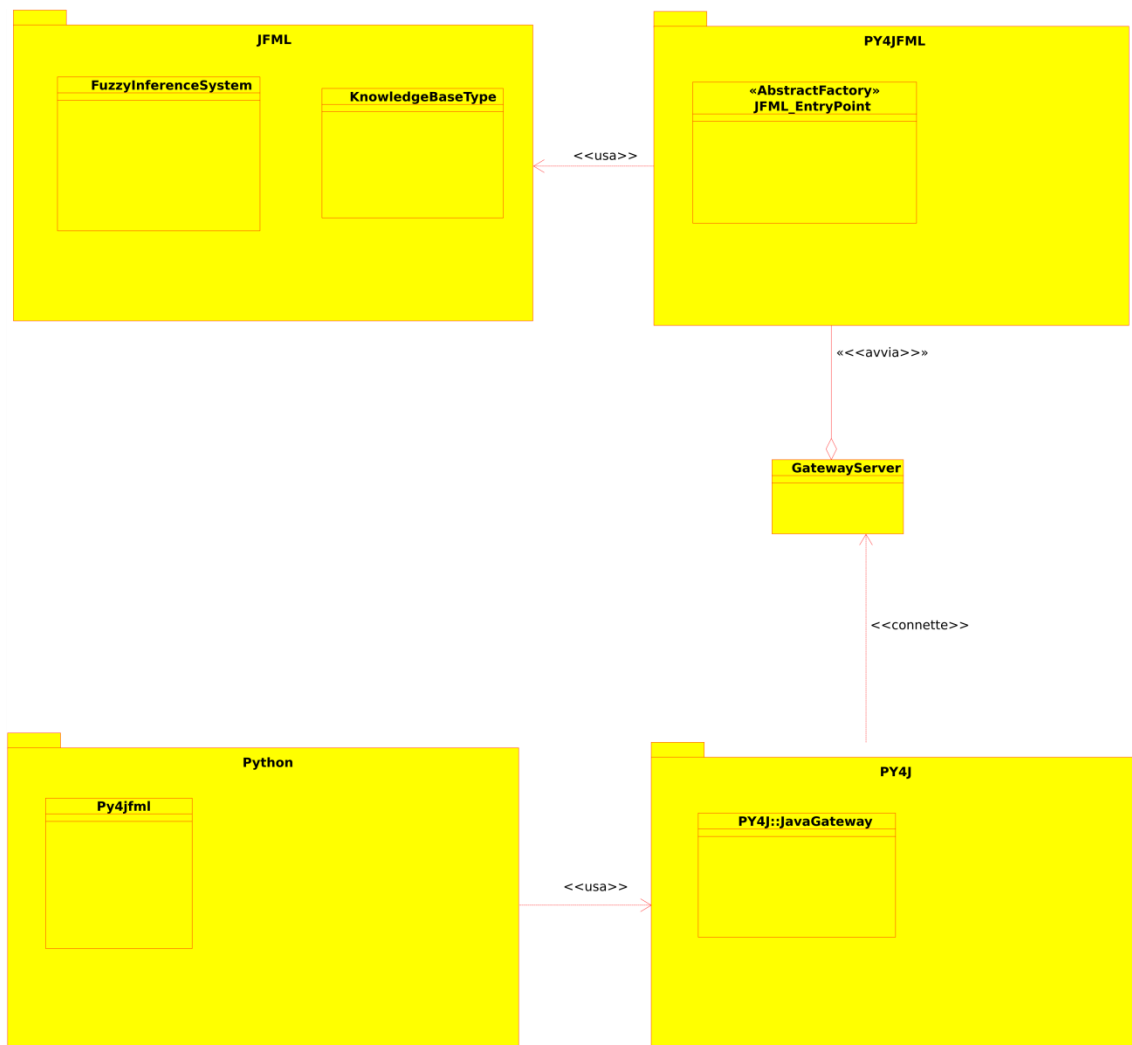 JFML
FuzzyInferenceSystem
KnowledgeBaseType
<<usa>>
PY4JFML
«AbstractFactory»
JFML_EntryPoint
«<<avvia>>»
GatewayServer
<<connette>>
Python
Py4jfml
<<usa>>
PY4J
PY4J::JavaGateway